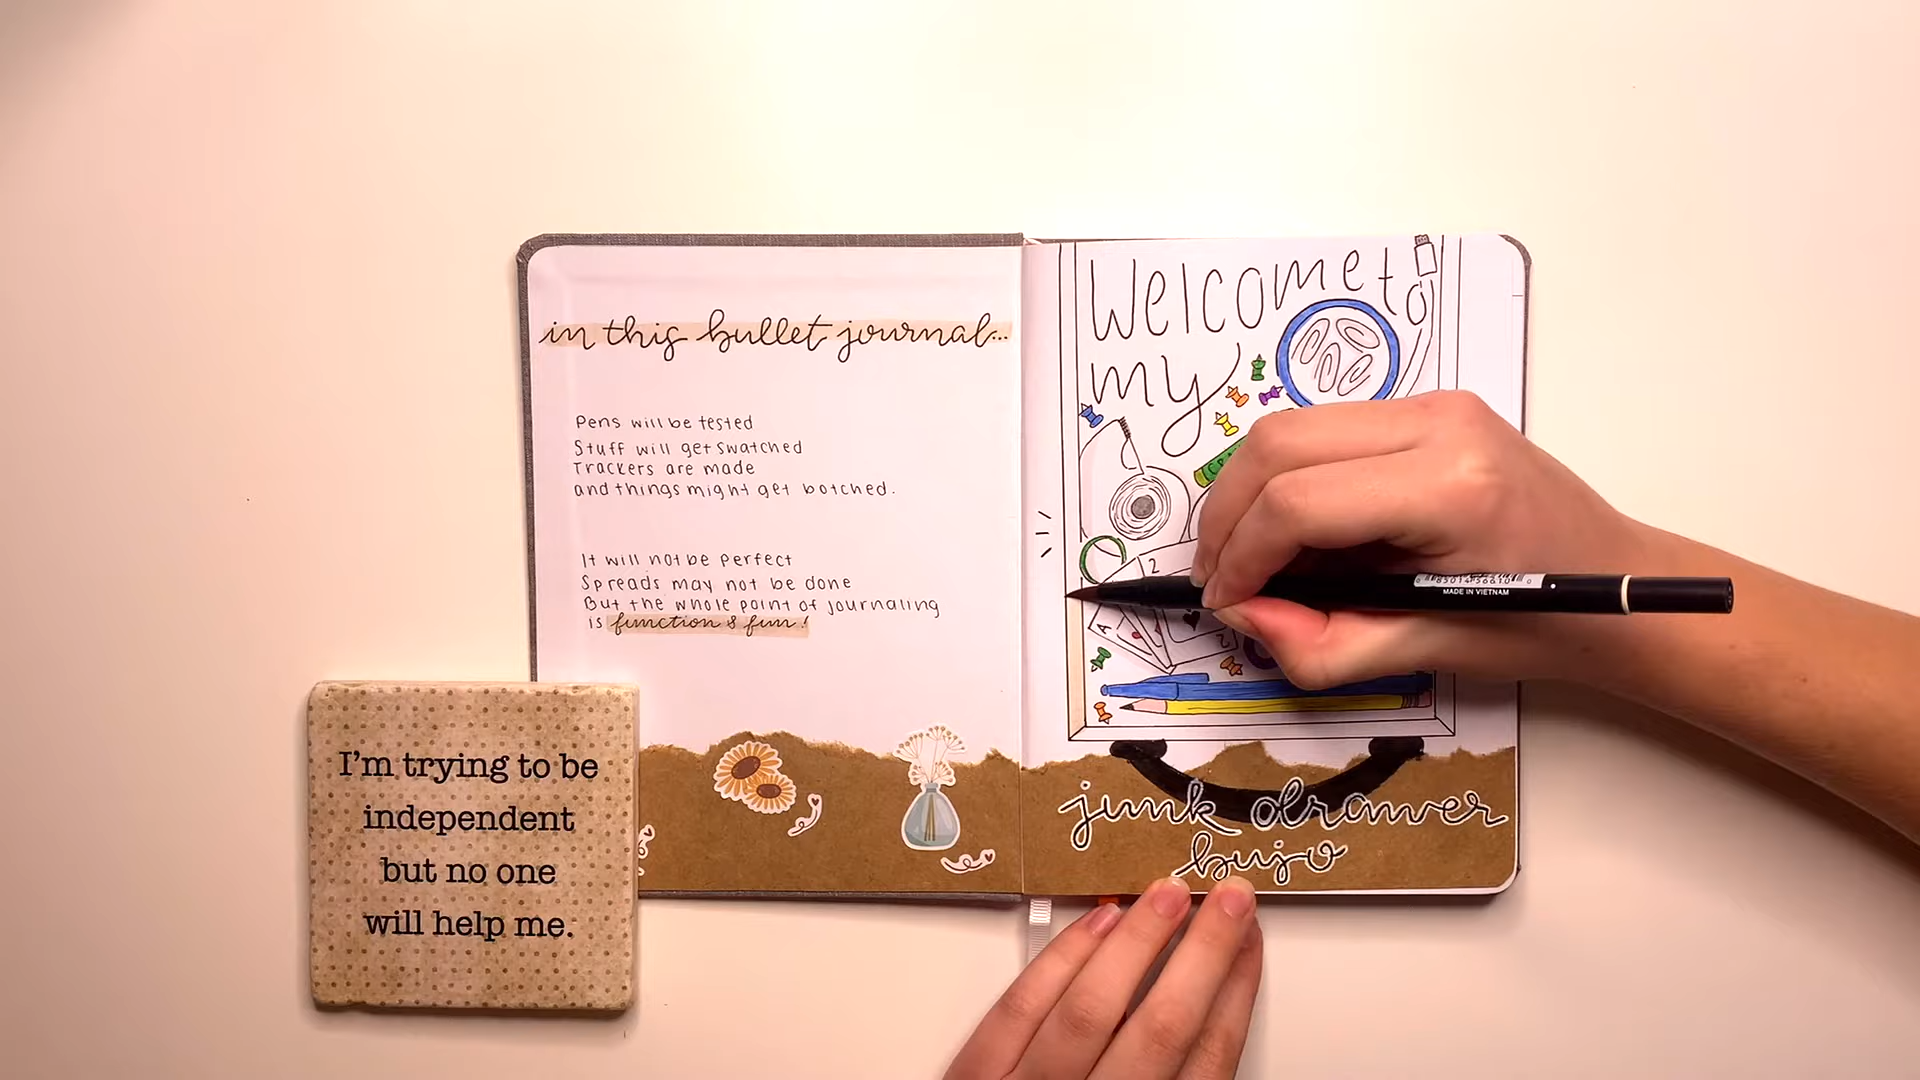 in this bullet journal...
Pens will be tested
Stuff will get swatched
Trackers are made
and things might get botched.
It will not be perfect
Spreads may not be done
But the whole point of journaling
is function & fun!
I'm trying to be
independent
but no one
will help me.
Welcome to
my
2
A
2
MADE IN VIETNAM
junk drawer
bujo